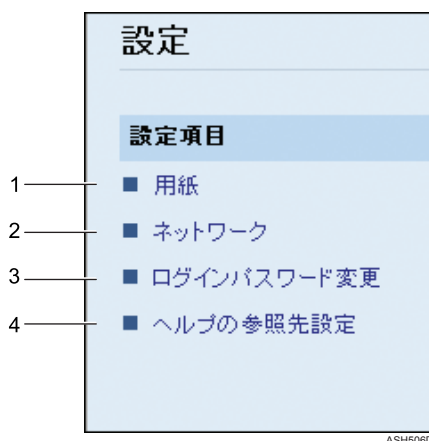 設定
設定項目
1 ■ 用紙
2 ■ ネットワーク
3 ■ ログインパスワード変更
4 ■ ヘルプの参照先設定